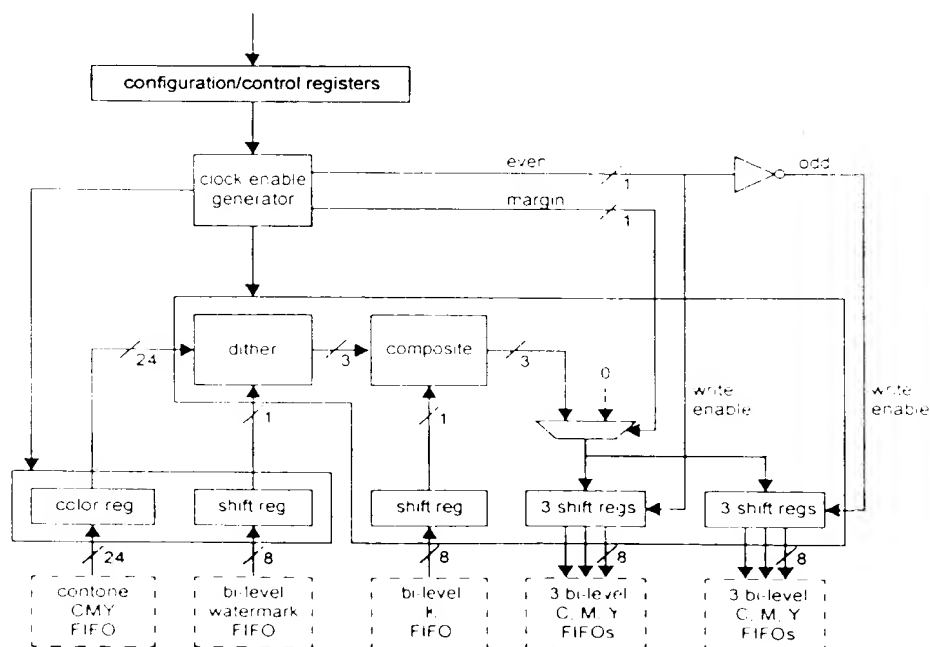 configuration/control registers
clock enable
generator
even
1
odd
margin
1
dither
composite
24
3
3
0
1
1
write
enable
write
enable
color reg
shift reg
shift reg
3 shift regs
3 shift regs
24
8
8
8
8
contone
CMY
FIFO
bi-level
watermark
FIFO
bi-level
K
FIFO
3 bi-level
C, M, Y
FIFOs
3 bi-level
C, M, Y
FIFOs